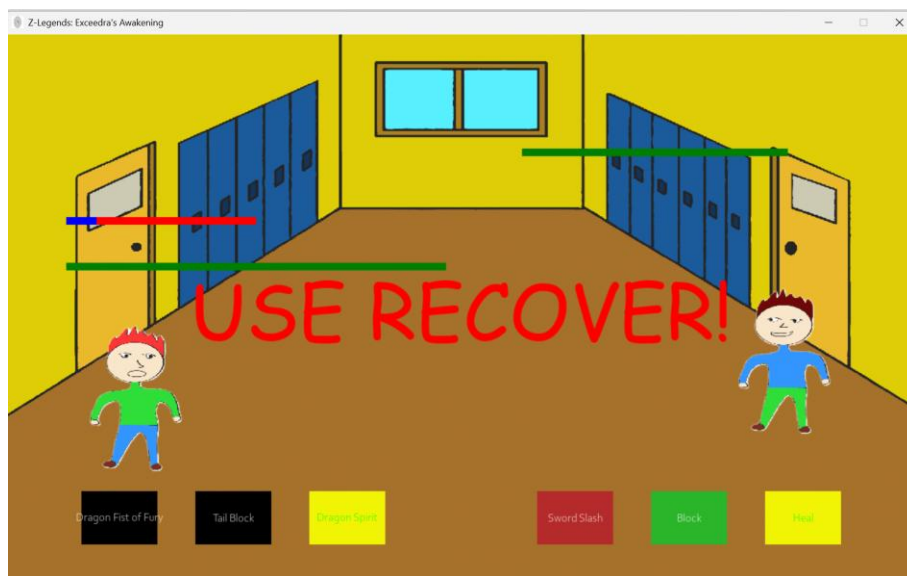 Z-Legends: Exceedra's Awakening
USE RECOVER!
Dragon Fist of Fury Tail Block Dragon Spirit Sword Slash Block Heal